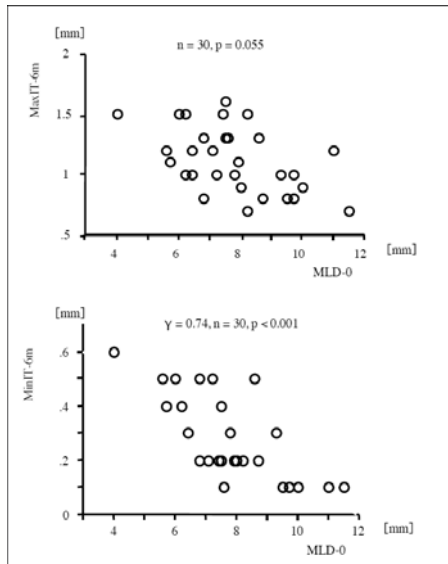 [mm]
n = 30, p = 0.055
2
1.5
1
.5
MaxIT-6m
4 6 8 10 12
[mm]
MLD-0
[mm]
γ = 0.74, n = 30, p < 0.001
.6
.4
.2
0
MinIT-6m
4 6 8 10 12
[mm]
MLD-0